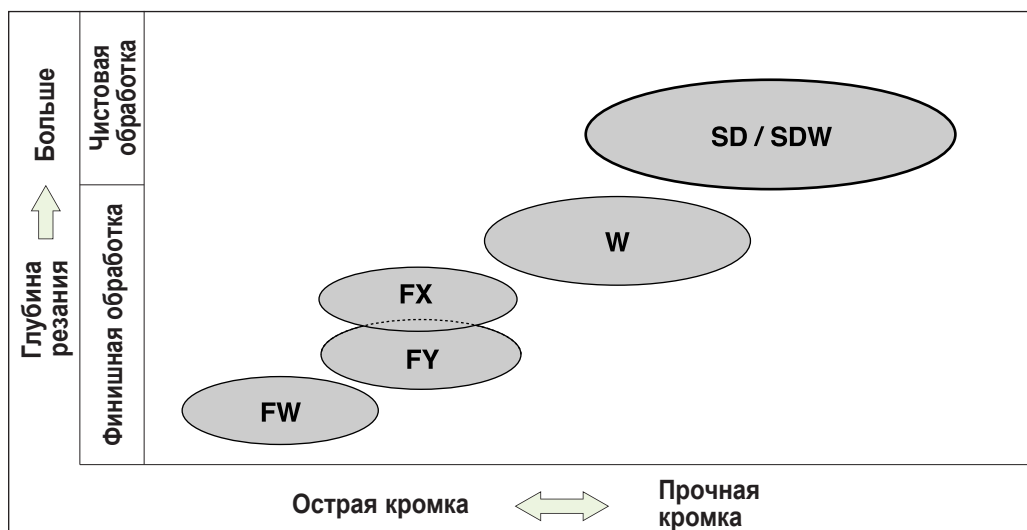 Больше
Глубина
резания
Чистовая
обработка
Финишная обработка
SD / SDW
W
FX
FY
FW
Острая кромка
Прочная
кромка